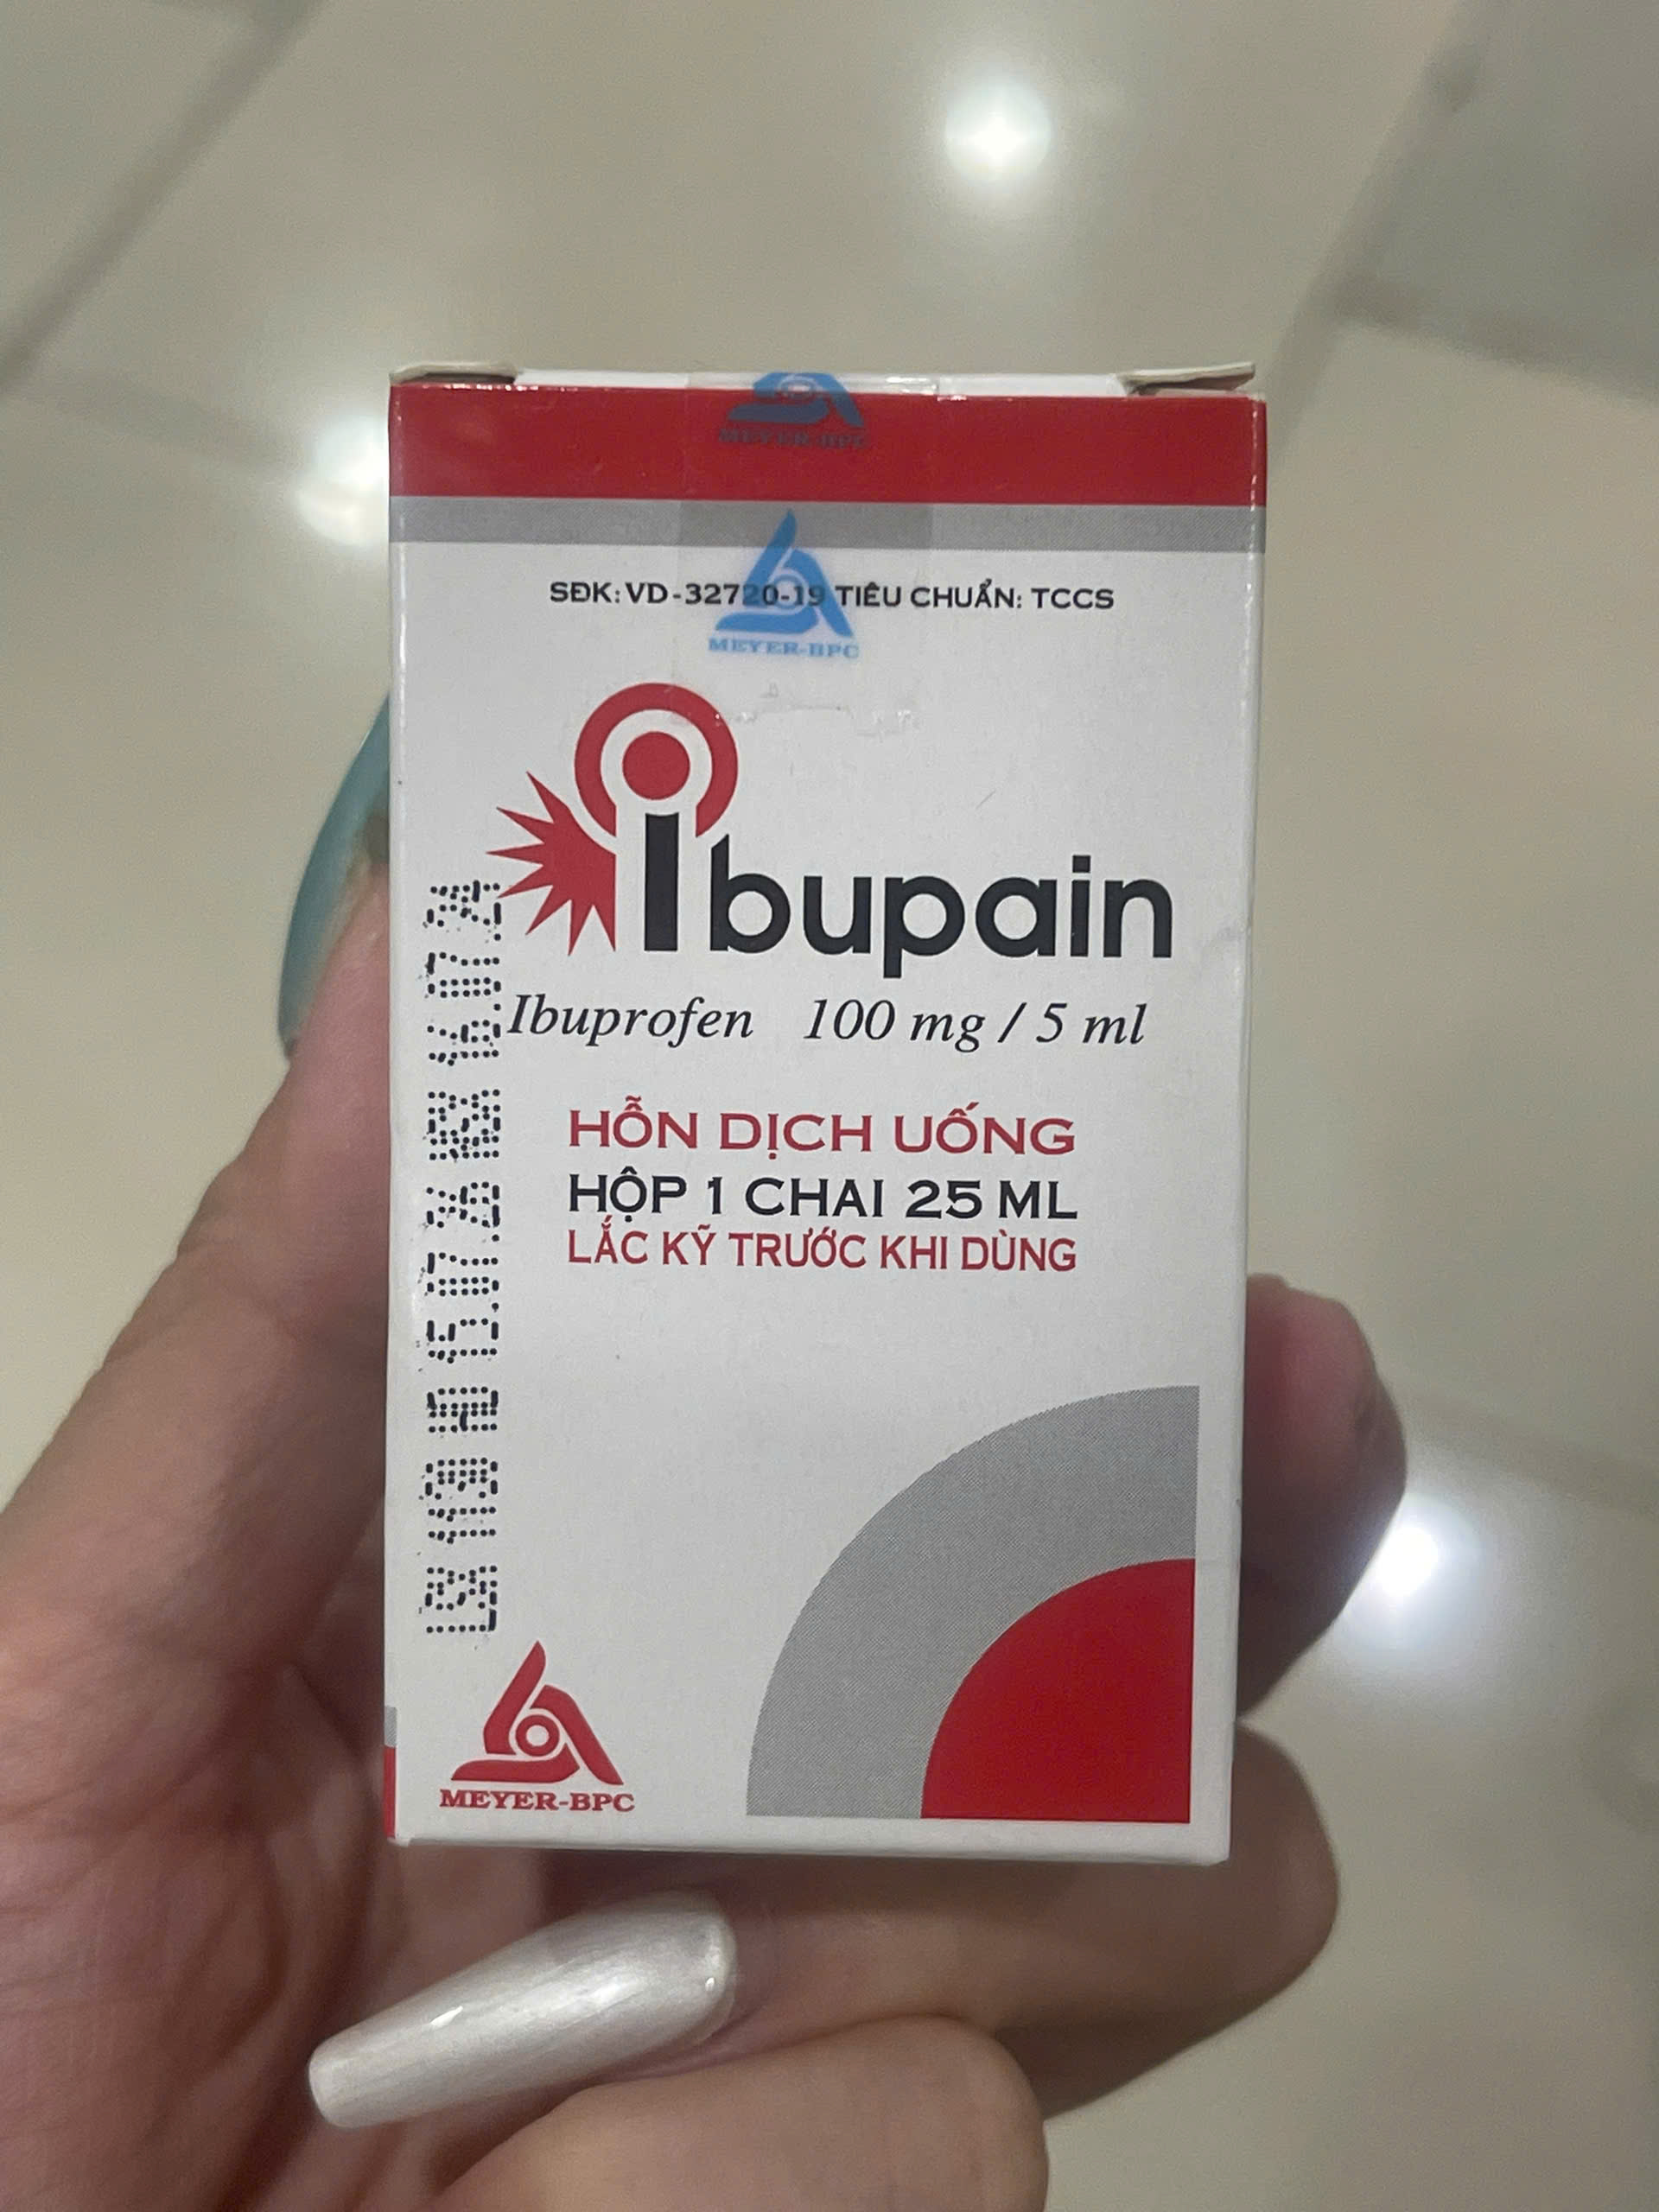 MEYER-BPC
SĐK: VD-32720-19 TIÊU CHUẨN: TCCS
MEYER-BPC
Ibupain
Ibuprofen 100 mg / 5 ml
HỖN DỊCH UỐNG
HỘP 1 CHAI 25 ML
LẮC KỸ TRƯỚC KHI DÙNG
MEYER-BPC